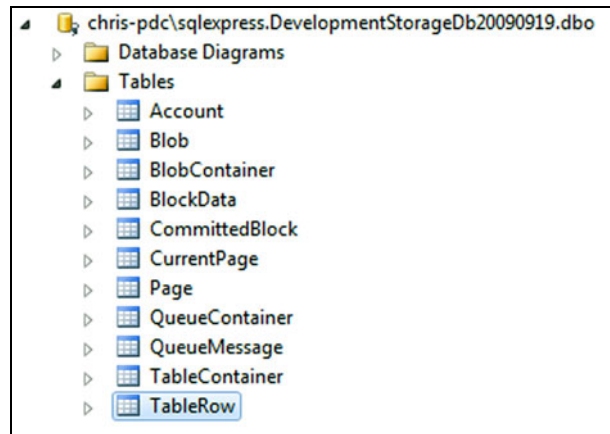 chris-pdc\sqlexpress.DevelopmentStorageDb20090919.dbo
Database Diagrams
Tables
Account
Blob
BlobContainer
BlockData
CommittedBlock
CurrentPage
Page
QueueContainer
QueueMessage
TableContainer
TableRow